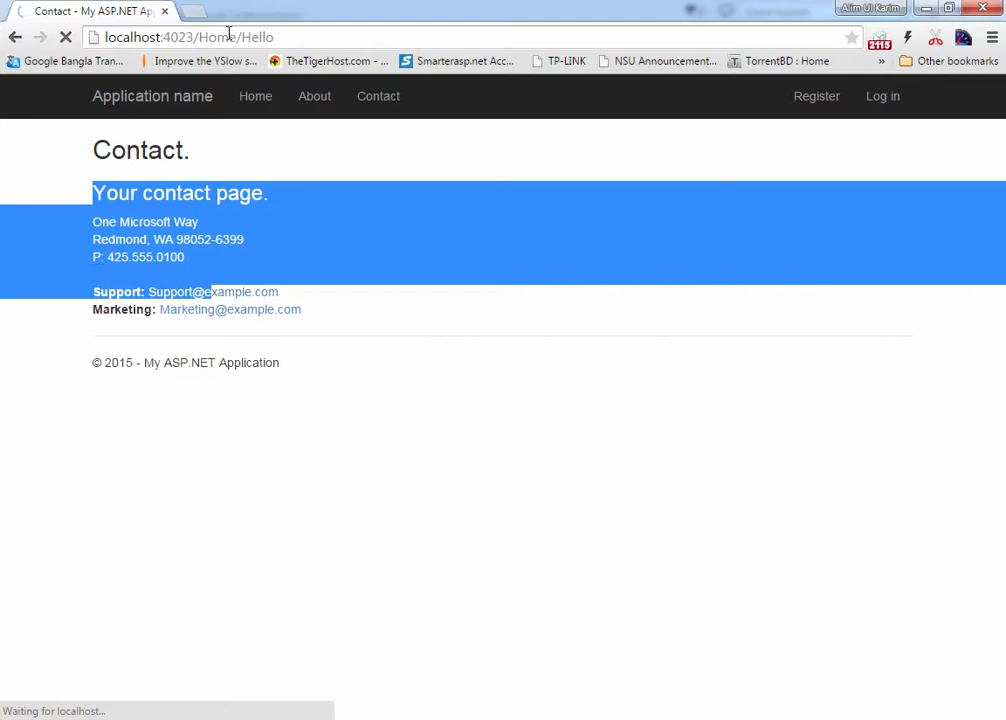 Contact - My ASP.NET Ap
Alim Ul Karim
localhost:4023/Home/Hello
2115
Google Bangla Tran...
Improve the YSlow s...
TheTigerHost.com - ...
Smarterasp.net Acc...
TP-LINK
NSU Announcement...
TorrentBD : Home
»
Other bookmarks
Application name
Home
About
Contact
Register
Log in
Contact.
Your contact page.
One Microsoft Way
Redmond, WA 98052-6399
P: 425.555.0100
Support: Support@example.com
Marketing: Marketing@example.com
© 2015 - My ASP.NET Application
Waiting for localhost...